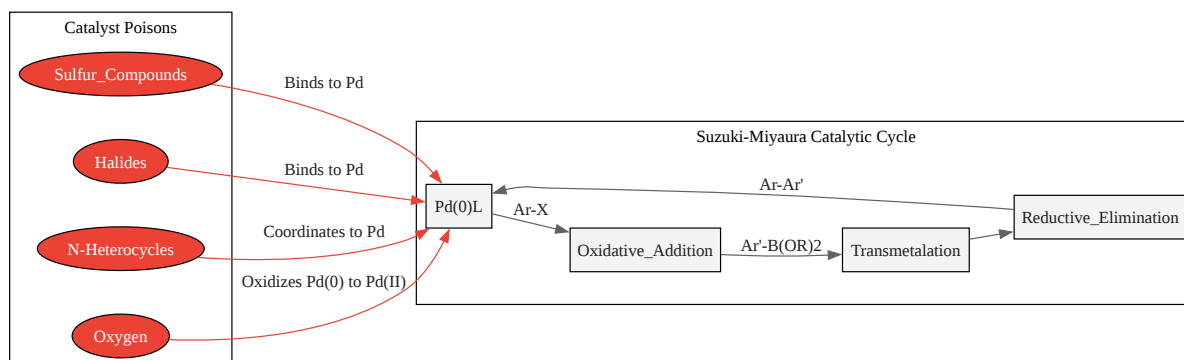 Catalyst Poisons
Sulfur_Compounds
Binds to Pd
Suzuki-Miyaura Catalytic Cycle
Halides
Binds to Pd
Ar-Ar'
Pd(0)L
Ar-X
Reductive_Elimination
N-Heterocycles
Coordinates to Pd
Oxidative_Addition
Ar'-B(OR)2
Transmetalation
Oxidizes Pd(0) to Pd(II)
Oxygen